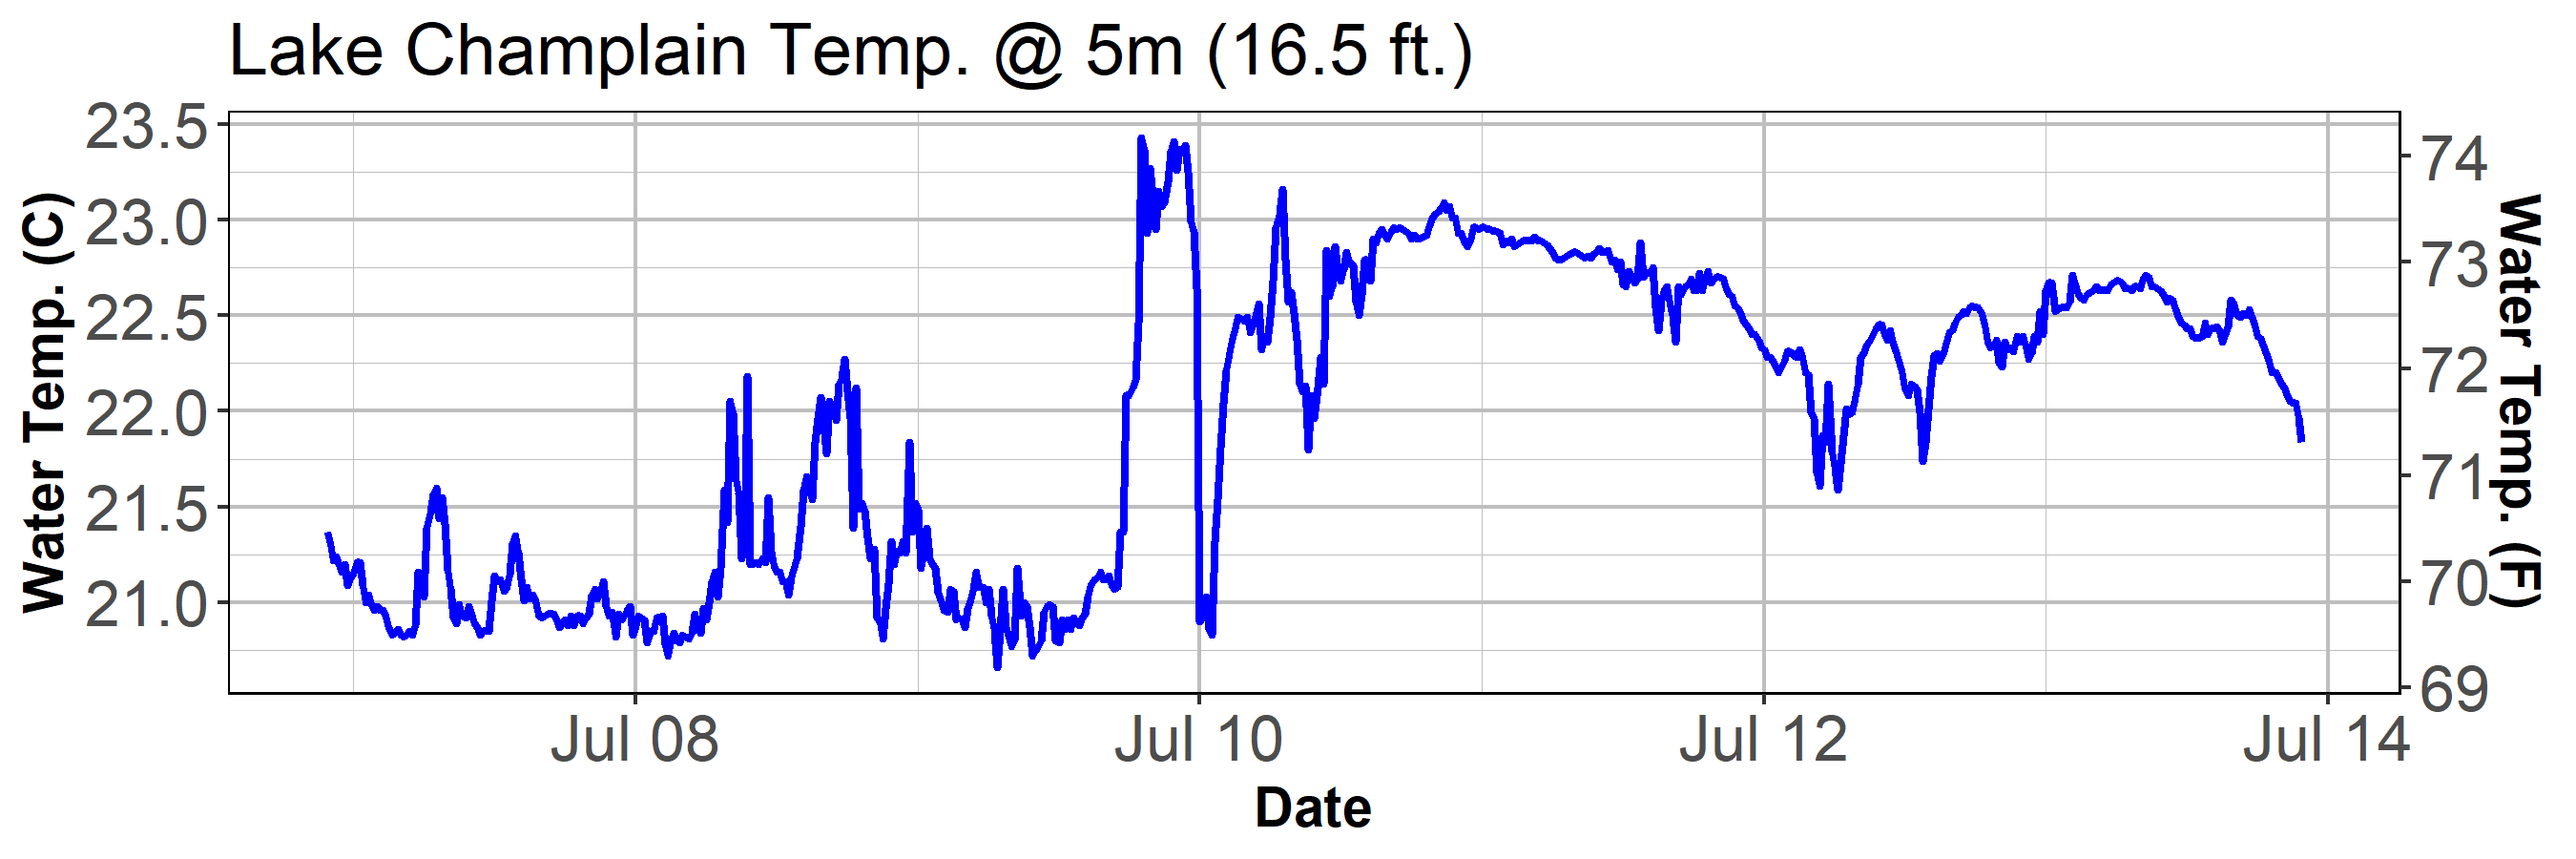 Lake Champlain Temp. @ 5m (16.5 ft.)
Water Temp. (C)
23.5
23.0
22.5
22.0
21.5
21.0
74
73
72
71
70
69
Water Temp. (F)
Jul 08 Jul 10 Jul 12 Jul 14
Date